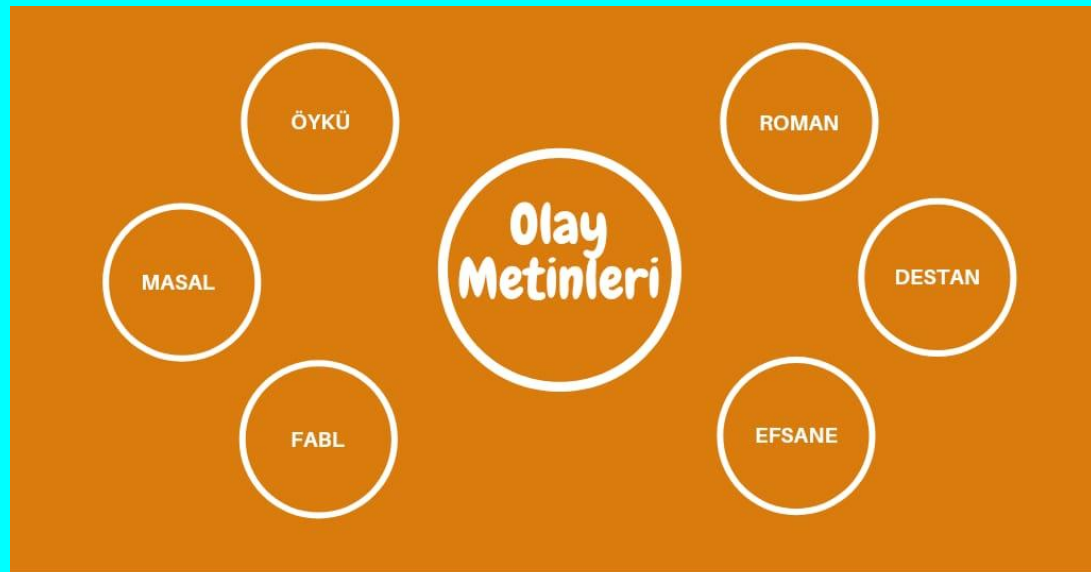 ÖYKÜ
ROMAN
Olay
Metinleri
MASAL
DESTAN
FABL
EFSANE